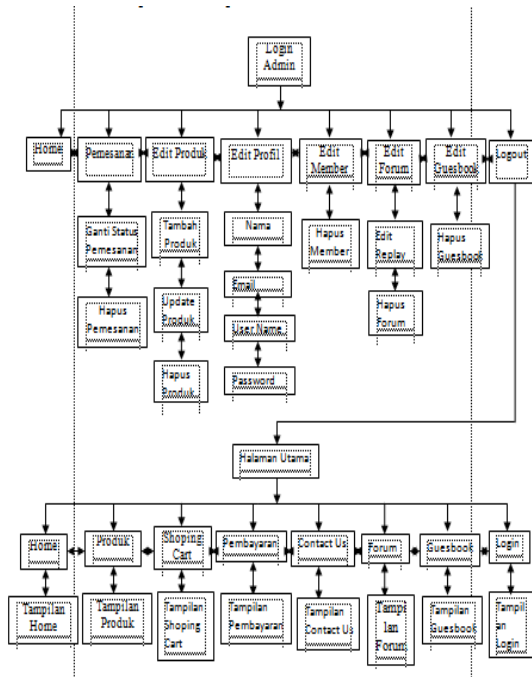 Login
Admin
Home
Pemesanan
Edit Produk
Edit Profil
Edit
Member
Edit
Forum
Edit
Guesbook
Logout
Ganti Status
Pemesanan
Hapus
Pemesanan
Tambah
Produk
Update
Produk
Hapus
Produk
Nama
Email
User Name
Password
Hapus
Member
Edit
Replay
Hapus
Forum
Hapus
Guesbook
Halaman Utama
Home
Produk
Shoping
Cart
Pembayaran
Contact Us
Forum
Guesbook
Login
Tampilan
Home
Tampilan
Produk
Tampilan
Shoping
Cart
Tampilan
Pembayaran
Tampilan
Contact Us
Tampi
lan
Forum
Tampilan
Guesbook
Tampil
an
Login